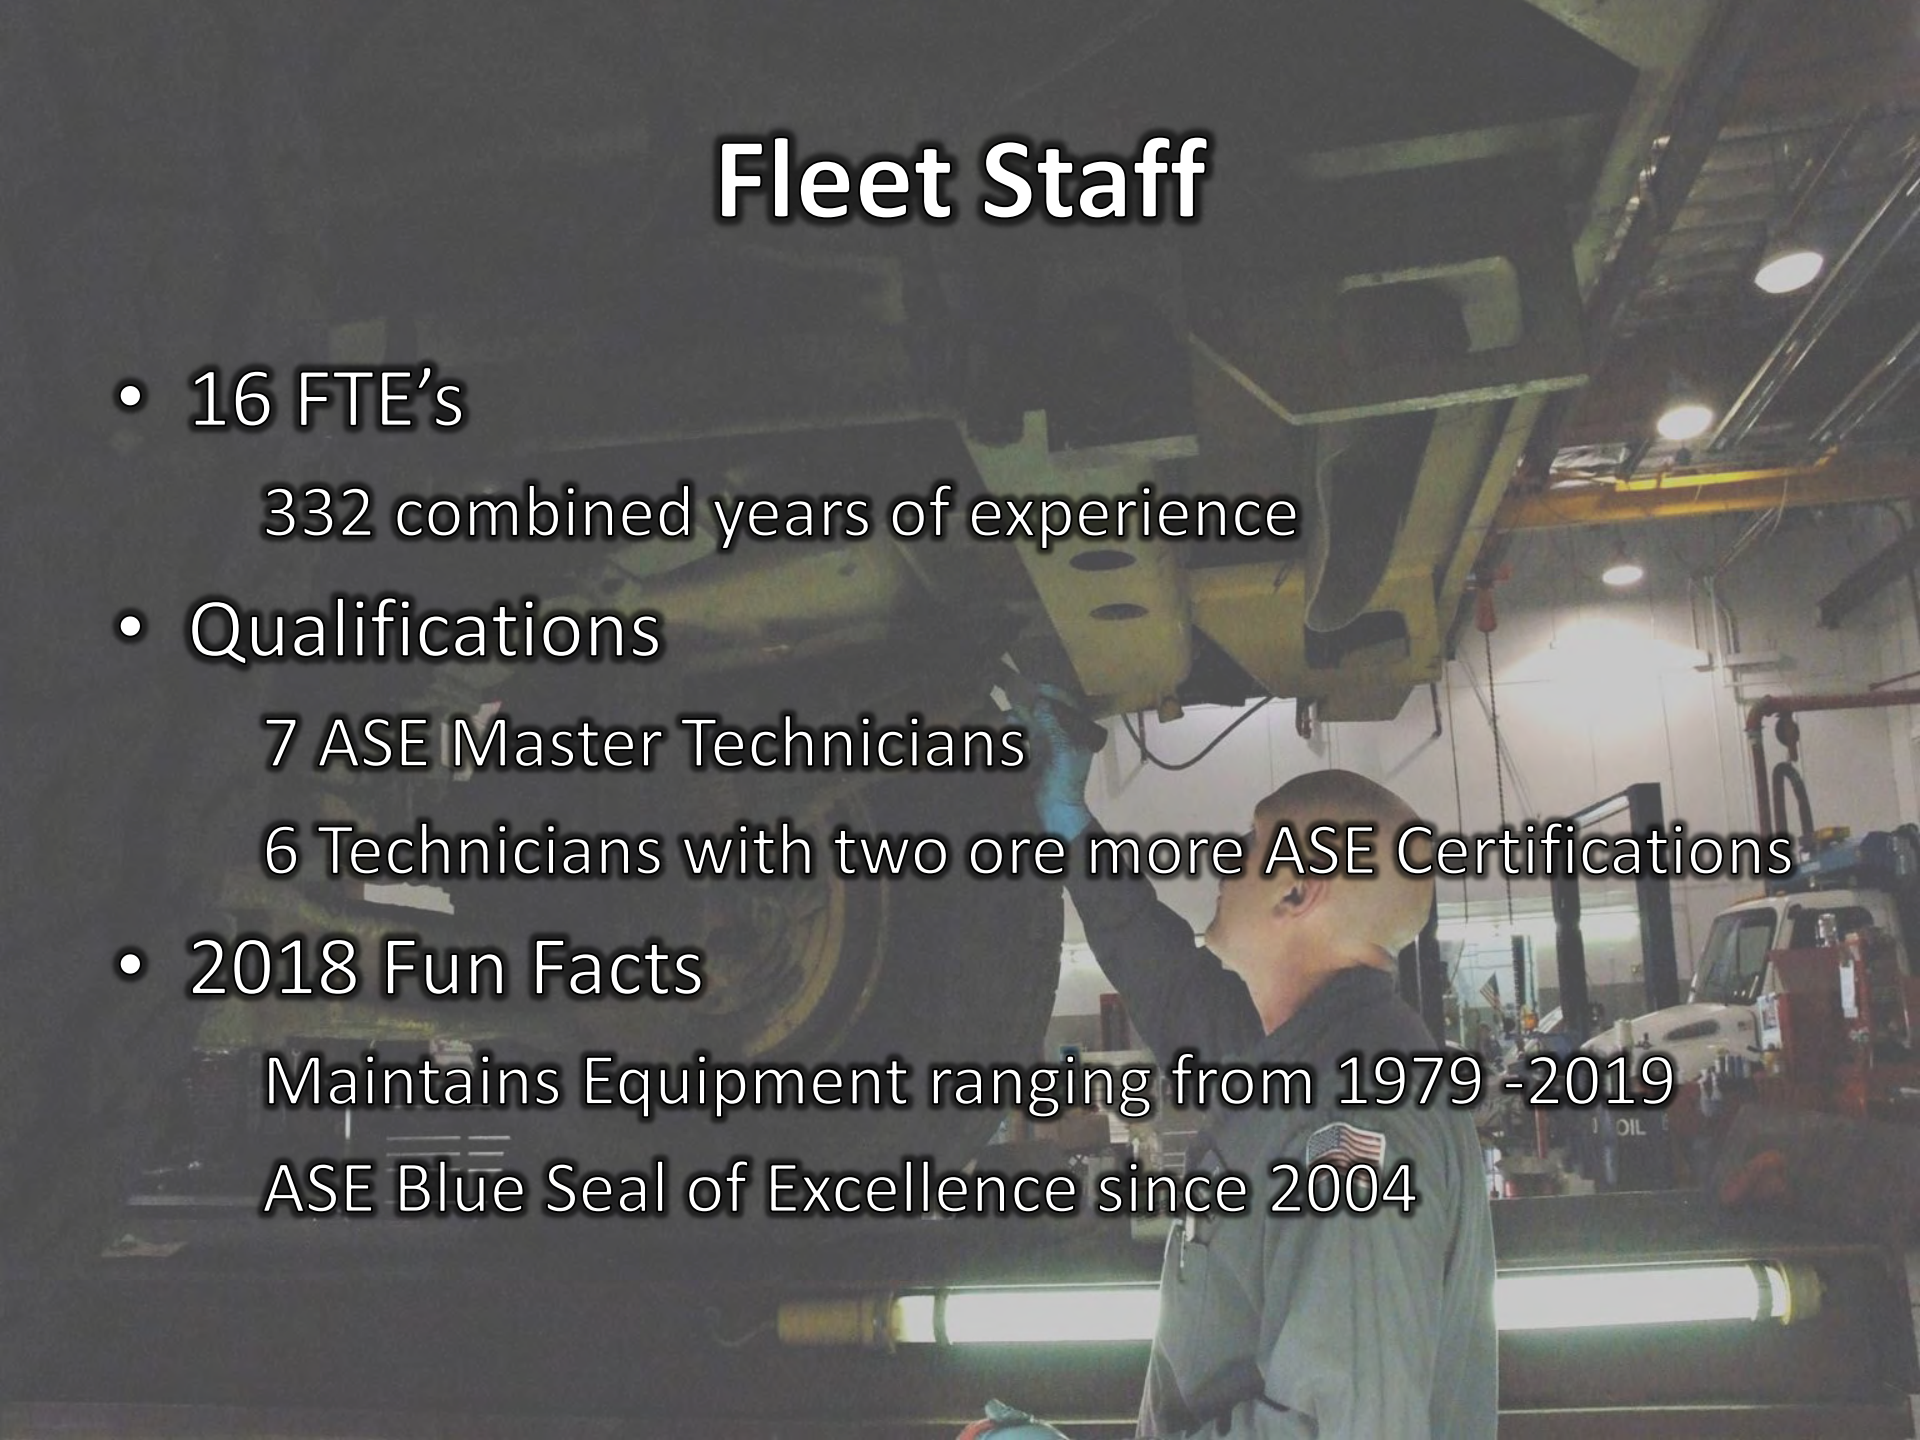 Fleet Staff
• 16 FTE’s
332 combined years of experience
• Qualifications
7 ASE Master Technicians
6 Technicians with two ore more ASE Certifications
• 2018 Fun Facts
Maintains Equipment ranging from 1979 -2019
OIL
ASE Blue Seal of Excellence since 2004